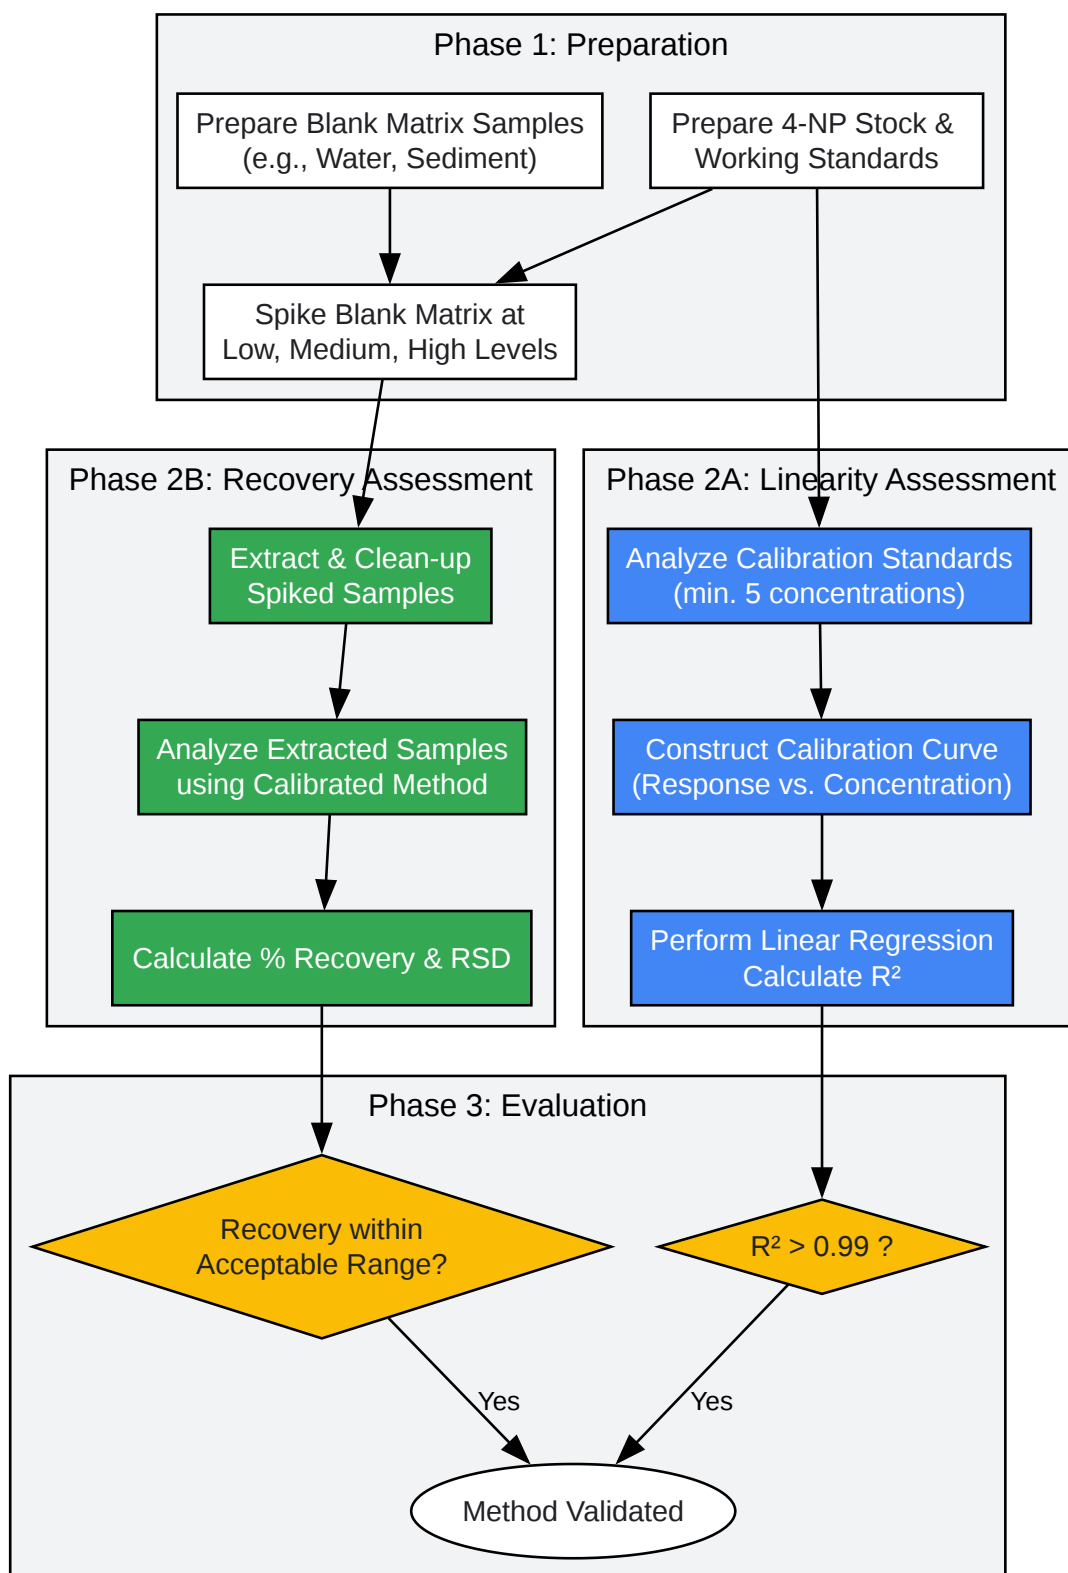 Phase 1: Preparation
Prepare Blank Matrix Samples
(e.g., Water, Sediment)
Prepare 4-NP Stock &
Working Standards
Spike Blank Matrix at
Low, Medium, High Levels
Phase 2B: Recovery Assessment
Extract & Clean-up
Spiked Samples
Analyze Extracted Samples
using Calibrated Method
Calculate % Recovery & RSD
Phase 2A: Linearity Assessment
Analyze Calibration Standards
(min. 5 concentrations)
Construct Calibration Curve
(Response vs. Concentration)
Perform Linear Regression
Calculate R²
Phase 3: Evaluation
Recovery within
Acceptable Range?
R² > 0.99 ?
Yes
Yes
Method Validated